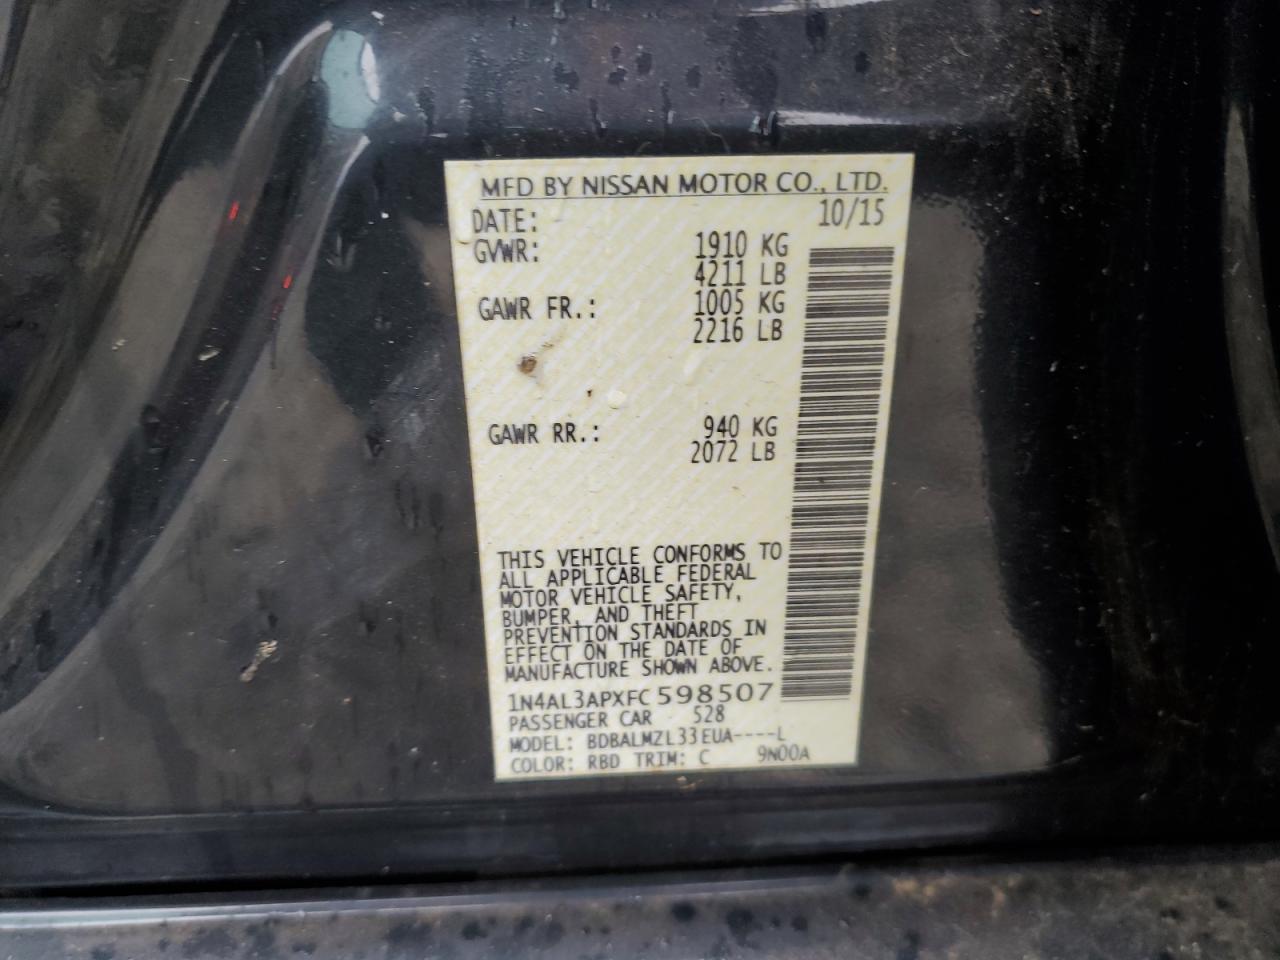 MFD BY NISSAN MOTOR CO., LTD.
DATE: 10/15
GVWR: 1910 KG
4211 LB
GAWR FR.: 1005 KG
2216 LB
GAWR RR.: 940 KG
2072 LB
THIS VEHICLE CONFORMS TO
ALL APPLICABLE FEDERAL
MOTOR VEHICLE SAFETY,
BUMPER, AND THEFT
PREVENTION STANDARDS IN
EFFECT ON THE DATE OF
MANUFACTURE SHOWN ABOVE.
1N4AL3APXFC598507
PASSENGER CAR 528
MODEL: BDBALMZL33EUA----L
COLOR: RBD TRIM: C 9N00A